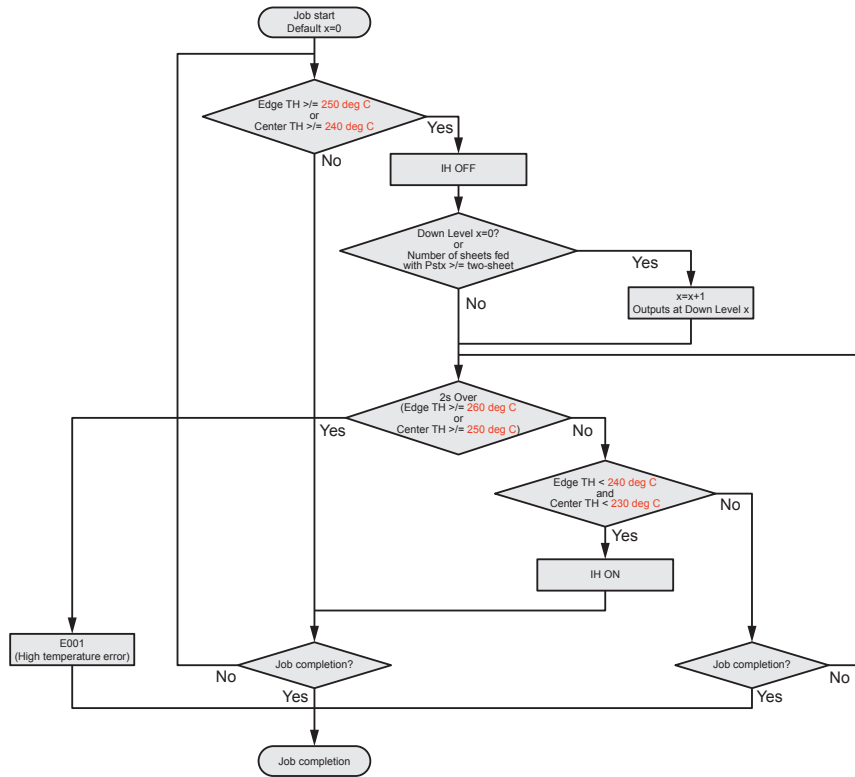 Job start
Default x=0
Edge TH >/= 250 deg C
or
Center TH >/= 240 deg C
Yes
No
IH OFF
Down Level x=0?
or
Number of sheets fed
with Pstx >/= two-sheet
Yes
No
x=x+1
Outputs at Down Level x
2s Over
(Edge TH >/= 260 deg C
or
Center TH >/= 250 deg C)
Yes
No
Edge TH < 240 deg C
and
Center TH < 230 deg C
No
Yes
IH ON
E001
(High temperature error)
Job completion?
No
Yes
Job completion?
No
Yes
Job completion